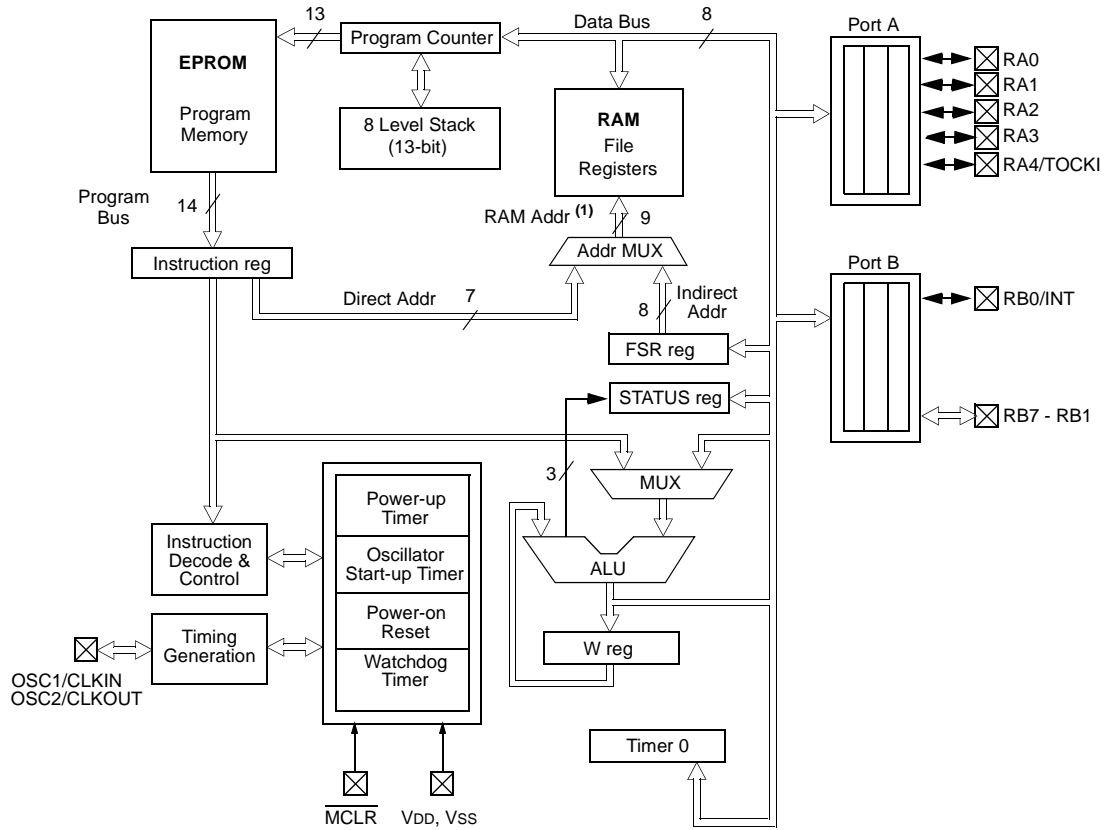 13
Data Bus
8
Port A
EPROM
Program
Memory
Program Counter
8 Level Stack
(13-bit)
RAM
File
Registers
RA0
RA1
RA2
RA3
RA4/TOCKI
Program
Bus
14
RAM Addr (1)
9
Addr MUX
Instruction reg
Direct Addr
7
8
Indirect
Addr
FSR reg
STATUS reg
Port B
RB0/INT
RB7 - RB1
3
MUX
ALU
W reg
Power-up
Timer
Oscillator
Start-up Timer
Power-on
Reset
Watchdog
Timer
Instruction
Decode &
Control
Timing
Generation
OSC1/CLKIN
OSC2/CLKOUT
Timer 0
MCLR
VDD, VSS